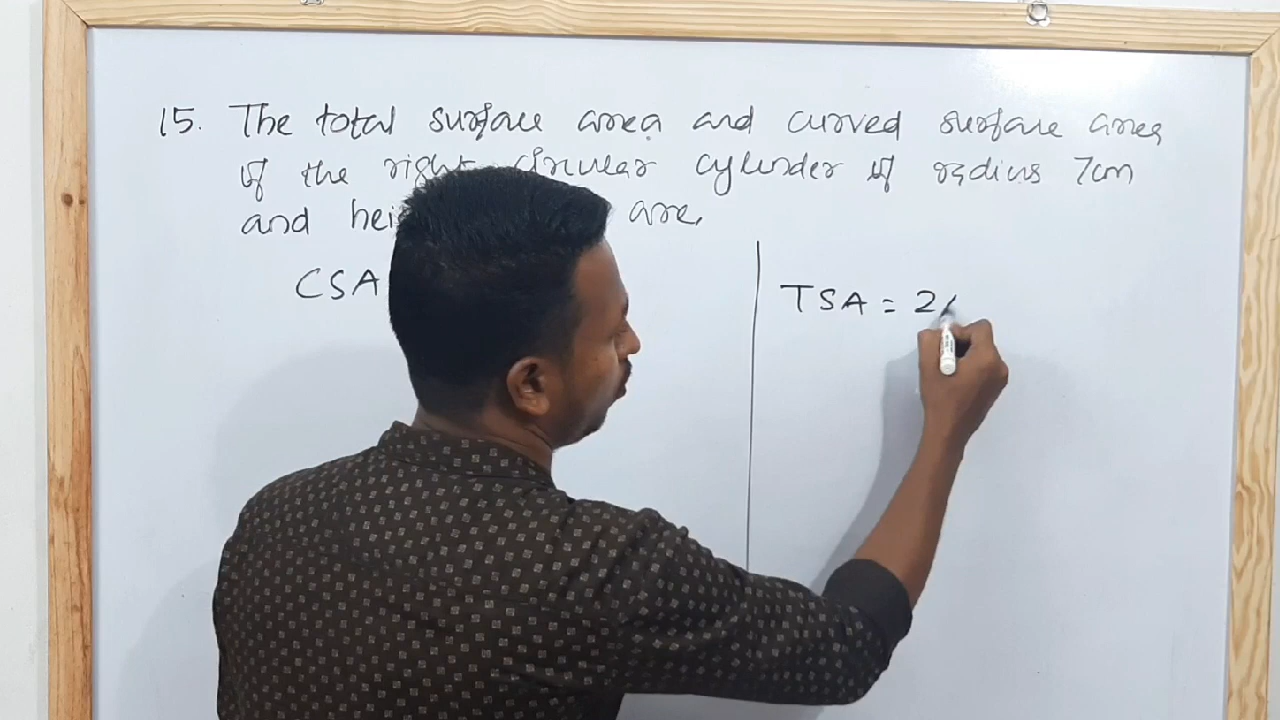 15. The total surface area and curved surface area
of the right circular cylinder of radius 7cm
and are.
CSA
TSA = 2